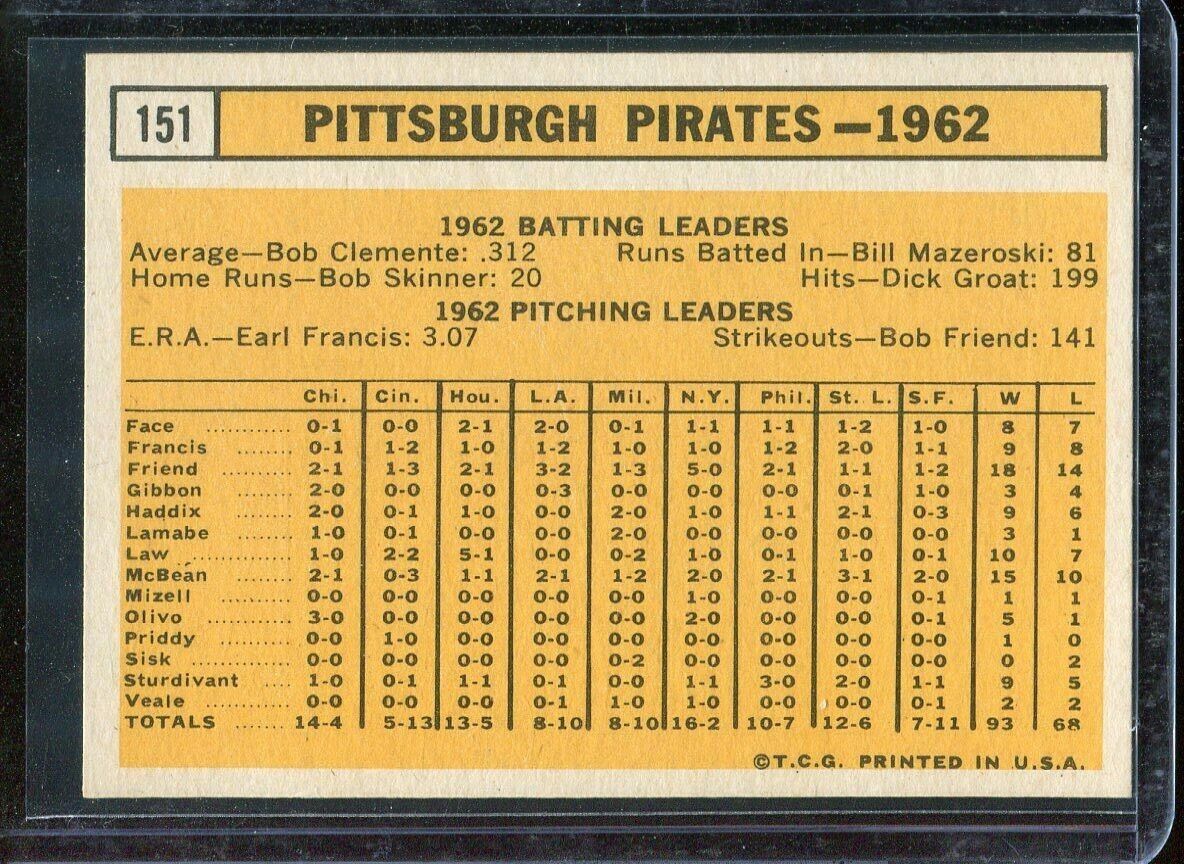 151 PITTSBURGH PIRATES—1962
1962 BATTING LEADERS
Average—Bob Clemente: .312 Runs Batted In—Bill Mazeroski: 81
Home Runs—Bob Skinner: 20 Hits—Dick Groat: 199
1962 PITCHING LEADERS
E.R.A.—Earl Francis: 3.07 Strikeouts—Bob Friend: 141
Chi. Cin. Hou. L.A. Mil. N.Y. Phil. St. L. S.F. W L
Face ............ 0-1 0-0 2-1 2-0 0-1 1-1 1-1 1-2 1-0 8 7
Francis ........ 0-1 1-2 1-0 1-2 1-0 1-0 1-2 2-0 1-1 9 8
Friend .......... 2-1 1-3 2-1 3-2 1-3 5-0 2-1 1-1 1-2 18 14
Gibbon ........ 2-0 0-0 0-0 0-3 0-0 0-0 0-0 0-1 1-0 3 4
Haddix ........ 2-0 0-1 1-0 0-0 2-0 1-0 1-1 2-1 0-3 9 6
Lamabe ........ 1-0 0-1 0-0 0-0 2-0 0-0 0-0 0-0 0-0 3 1
Law .............. 1-0 2-2 5-1 0-0 0-2 1-0 0-1 1-0 0-1 10 7
McBean ........ 2-1 0-3 1-1 2-1 1-2 2-0 2-1 3-1 2-0 15 10
Mizell .......... 0-0 0-0 0-0 0-0 0-0 1-0 0-0 0-0 0-1 1 1
Olivo ............ 3-0 0-0 0-0 0-0 0-0 2-0 0-0 0-0 0-1 5 1
Priddy .......... 0-0 1-0 0-0 0-0 0-0 0-0 0-0 0-0 0-0 1 0
Sisk .............. 0-0 0-0 0-0 0-0 0-2 0-0 0-0 0-0 0-0 0 2
Sturdivant .... 1-0 0-1 1-1 0-1 0-0 1-1 3-0 2-0 1-1 9 5
Veale ............ 0-0 0-0 0-0 0-1 1-0 1-0 0-0 0-0 0-1 2 2
TOTALS ...... 14-4 5-13 13-5 8-10 8-10 16-2 10-7 12-6 7-11 93 68
©T.C.G. PRINTED IN U.S.A.